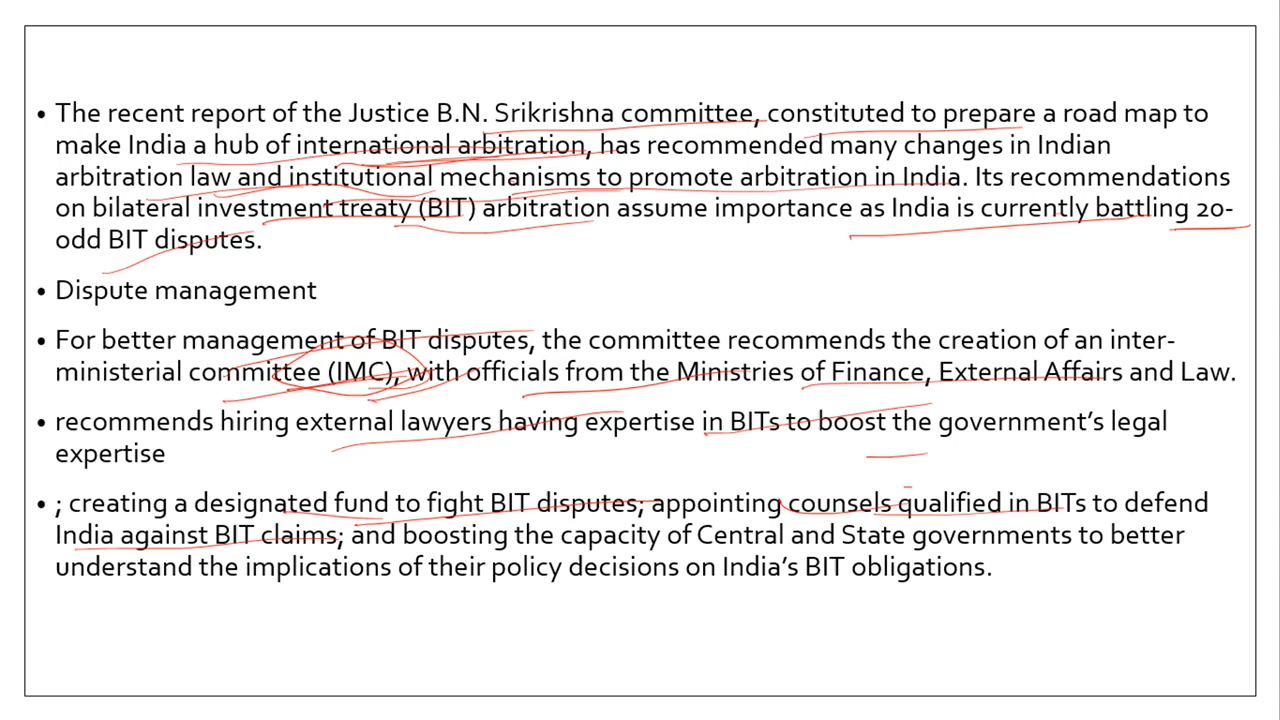 • The recent report of the Justice B.N. Srikrishna committee, constituted to prepare a road map to
make India a hub of international arbitration, has recommended many changes in Indian
arbitration law and institutional mechanisms to promote arbitration in India. Its recommendations
on bilateral investment treaty (BIT) arbitration assume importance as India is currently battling 20-
odd BIT disputes.
• Dispute management
• For better management of BIT disputes, the committee recommends the creation of an inter-
ministerial committee (IMC), with officials from the Ministries of Finance, External Affairs and Law.
• recommends hiring external lawyers having expertise in BITs to boost the government’s legal
expertise
• ; creating a designated fund to fight BIT disputes; appointing counsels qualified in BITs to defend
India against BIT claims; and boosting the capacity of Central and State governments to better
understand the implications of their policy decisions on India’s BIT obligations.